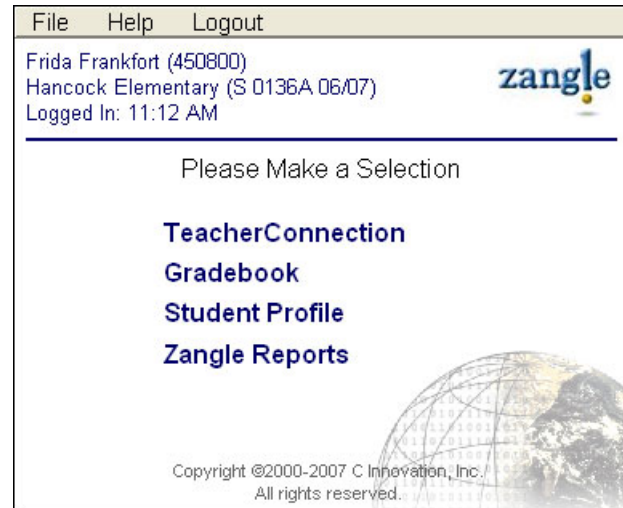 File Help Logout
Frida Frankfort (450800)
Hancock Elementary (S 0136A 06/07)
Logged In: 11:12 AM
zangle
Please Make a Selection
TeacherConnection
Gradebook
Student Profile
Zangle Reports
Copyright ©2000-2007 C Innovation, Inc.
All rights reserved.